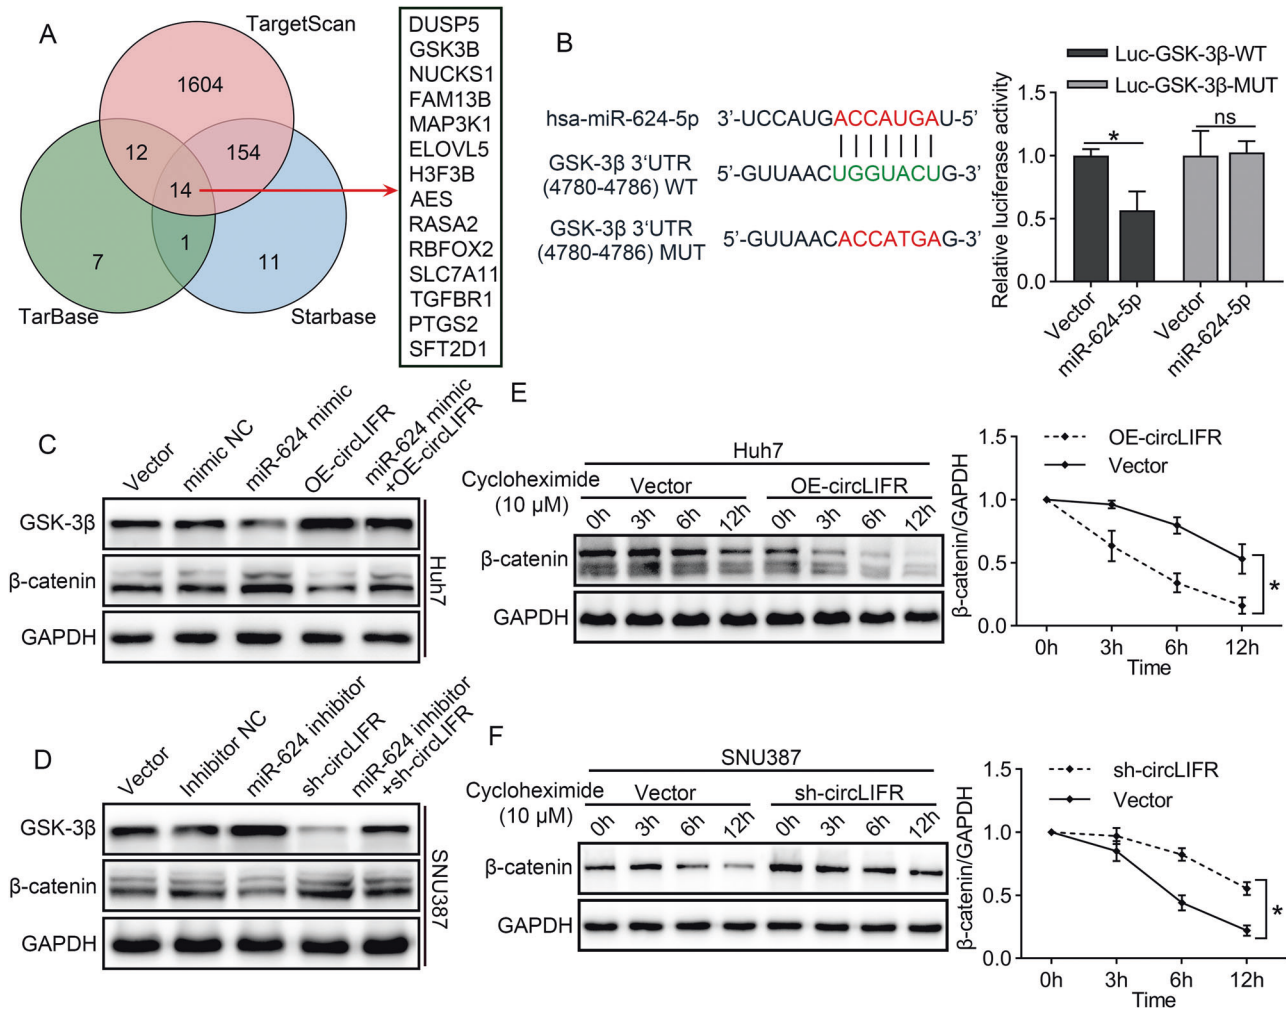 A
TargetScan
1604
12
154
14
7
1
11
TarBase
Starbase
DUSP5
GSK3B
NUCKS1
FAM13B
MAP3K1
ELOVL5
H3F3B
AES
RASA2
RBFOX2
SLC7A11
TGFBR1
PTGS2
SFT2D1
B
hsa-miR-624-5p 3'-UCCAUGACCAUGAU-5'
GSK-3β 3'UTR
(4780-4786) WT 5'-GUUAACUGGUACUG-3'
GSK-3β 3'UTR
(4780-4786) MUT 5'-GUUAACACCATGAG-3'
Luc-GSK-3β-WT
Luc-GSK-3β-MUT
Relative luciferase activity
1.5
1.0
0.5
0.0
* ns
Vector
miR-624-5p
Vector
miR-624-5p
C
Vector
mimic NC
miR-624 mimic
OE-circLIFR
miR-624 mimic
+OE-circLIFR
GSK-3β
β-catenin
GAPDH
Huh7
D
Vector
Inhibitor NC
miR-624 inhibitor
sh-circLIFR
miR-624 inhibitor
+sh-circLIFR
GSK-3β
β-catenin
GAPDH
SNU387
E
Huh7
Cycloheximide
(10 µM)
Vector OE-circLIFR
0h 3h 6h 12h 0h 3h 6h 12h
β-catenin
GAPDH
OE-circLIFR
Vector
β-catenin/GAPDH
1.5
1.0
0.5
0.0
*
*
0h 3h 6h 12h
Time
F
SNU387
Cycloheximide
(10 µM)
Vector sh-circLIFR
0h 3h 6h 12h 0h 3h 6h 12h
β-catenin
GAPDH
sh-circLIFR
Vector
β-catenin/GAPDH
1.5
1.0
0.5
0.0
*
0h 3h 6h 12h
Time